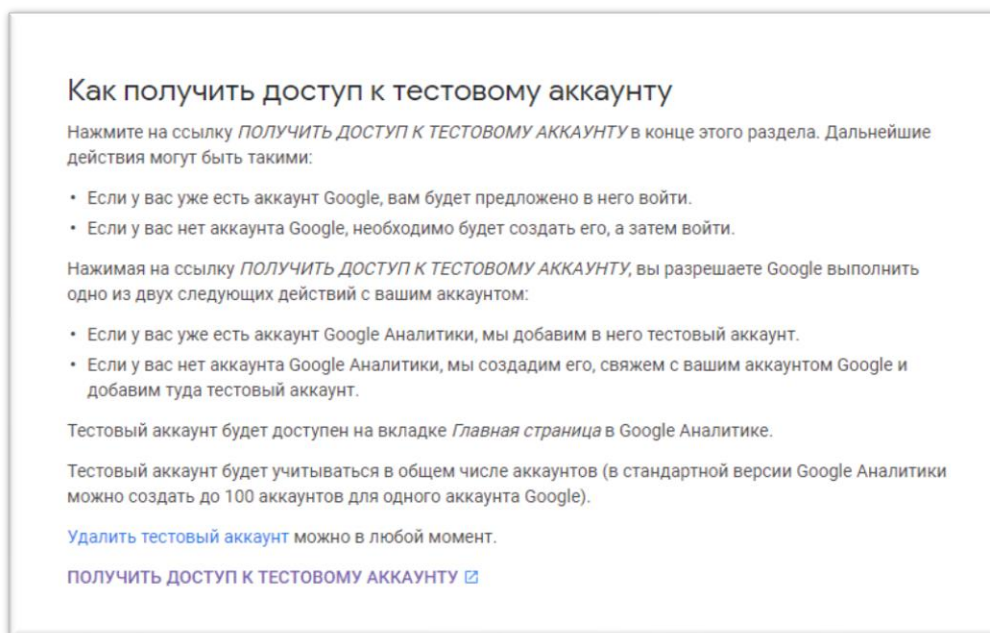 Как получить доступ к тестовому аккаунту
Нажмите на ссылку ПОЛУЧИТЬ ДОСТУП К ТЕСТОВОМУ АККАУНТУ в конце этого раздела. Дальнейшие
действия могут быть такими:
• Если у вас уже есть аккаунт Google, вам будет предложено в него войти.
• Если у вас нет аккаунта Google, необходимо будет создать его, а затем войти.
Нажимая на ссылку ПОЛУЧИТЬ ДОСТУП К ТЕСТОВОМУ АККАУНТУ, вы разрешаете Google выполнить
одно из двух следующих действий с вашим аккаунтом:
• Если у вас уже есть аккаунт Google Аналитики, мы добавим в него тестовый аккаунт.
• Если у вас нет аккаунта Google Аналитики, мы создадим его, свяжем с вашим аккаунтом Google и
добавим туда тестовый аккаунт.
Тестовый аккаунт будет доступен на вкладке Главная страница в Google Аналитике.
Тестовый аккаунт будет учитываться в общем числе аккаунтов (в стандартной версии Google Аналитики
можно создать до 100 аккаунтов для одного аккаунта Google).
Удалить тестовый аккаунт можно в любой момент.
ПОЛУЧИТЬ ДОСТУП К ТЕСТОВОМУ АККАУНТУ